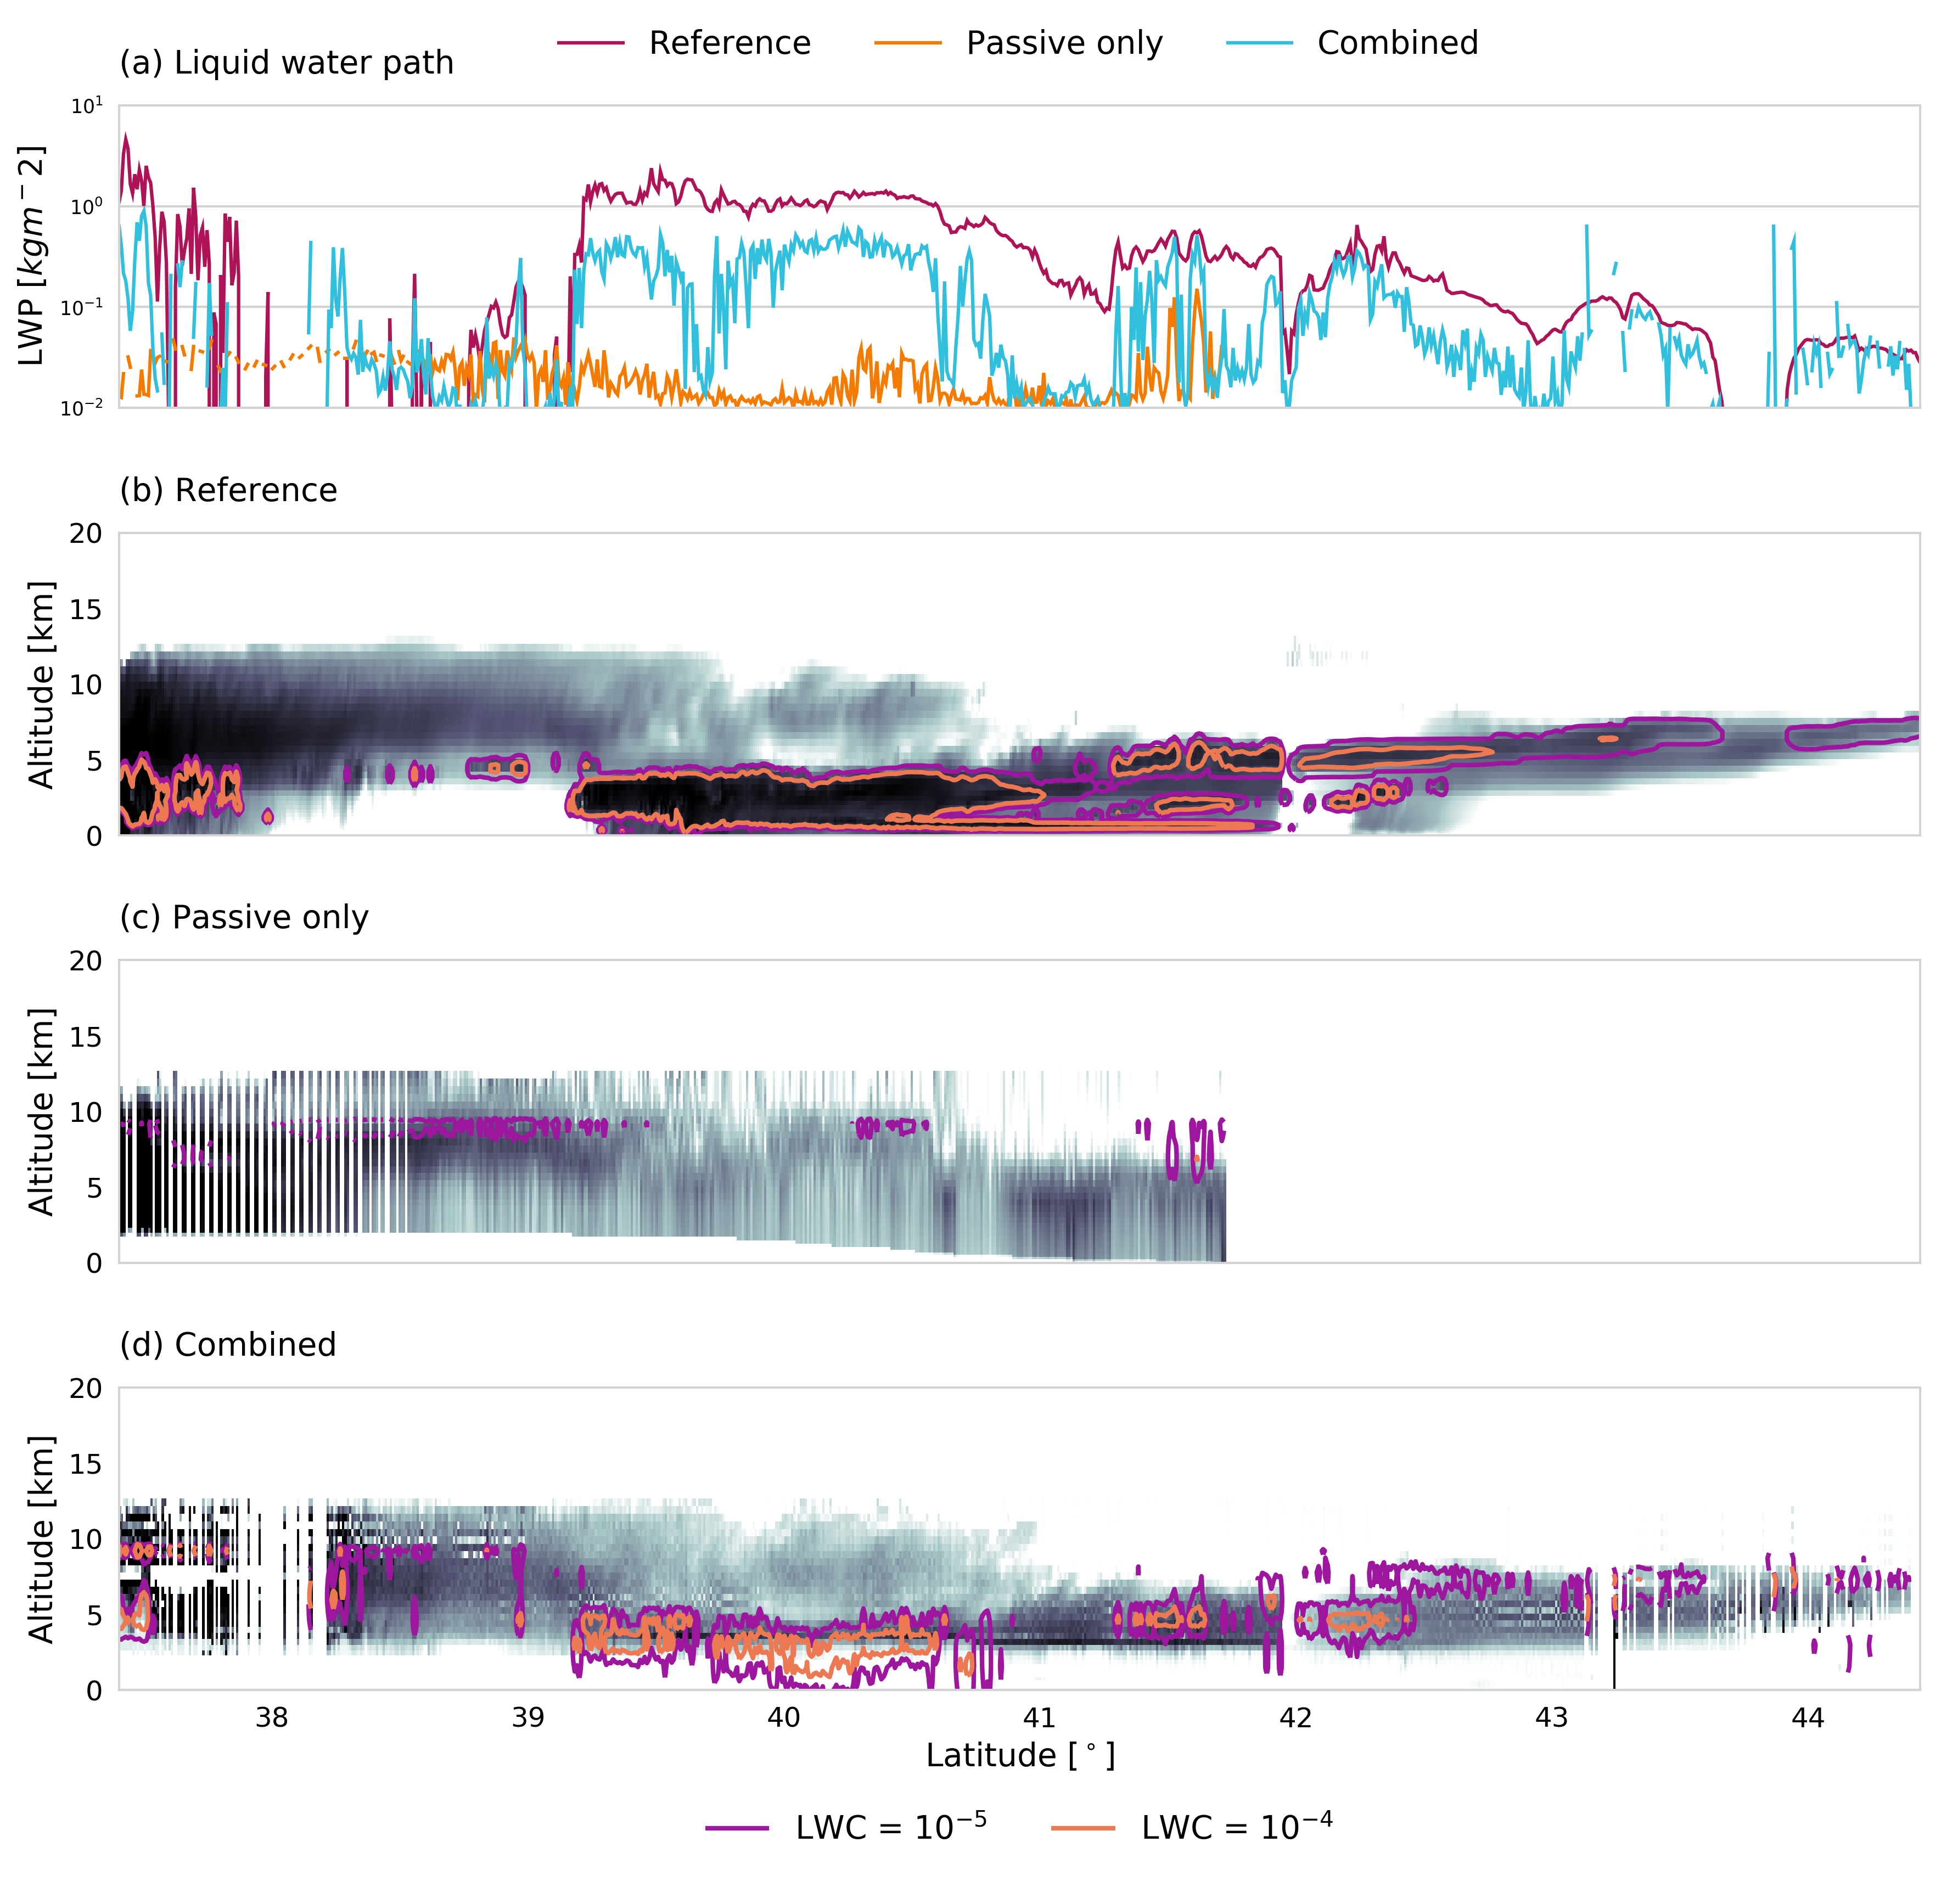 Reference Passive only Combined
(a) Liquid water path
10¹
10⁰
10⁻¹
10⁻²
LWP [kgm⁻2]
(b) Reference
20
15
10
5
0
Altitude [km]
(c) Passive only
20
15
10
5
0
Altitude [km]
(d) Combined
20
15
10
5
0
Altitude [km]
38 39 40 41 42 43 44
Latitude [°]
LWC = 10⁻⁵ LWC = 10⁻⁴